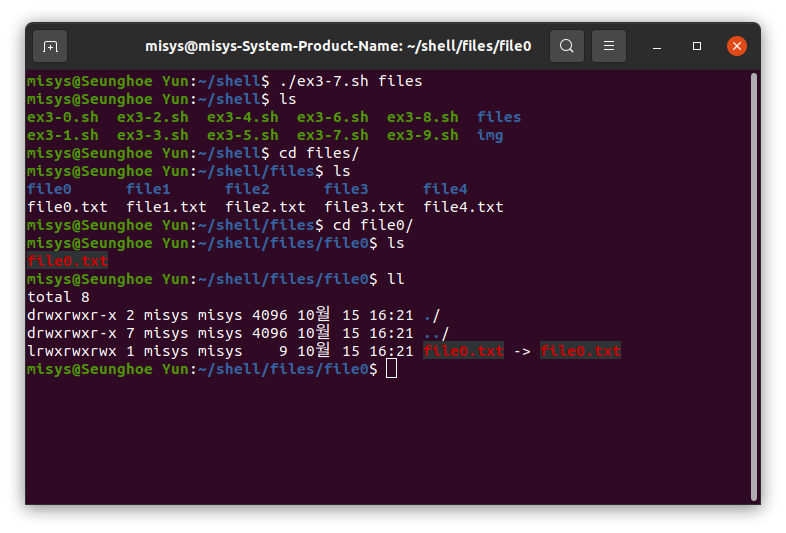 misys@misys-System-Product-Name: ~/shell/files/file0
misys@Seunghoe Yun:~/shell$ ./ex3-7.sh files
misys@Seunghoe Yun:~/shell$ ls
ex3-0.sh  ex3-2.sh  ex3-4.sh  ex3-6.sh  ex3-8.sh  files
ex3-1.sh  ex3-3.sh  ex3-5.sh  ex3-7.sh  ex3-9.sh  img
misys@Seunghoe Yun:~/shell$ cd files/
misys@Seunghoe Yun:~/shell/files$ ls
file0      file1      file2      file3      file4
file0.txt  file1.txt  file2.txt  file3.txt  file4.txt
misys@Seunghoe Yun:~/shell/files$ cd file0/
misys@Seunghoe Yun:~/shell/files/file0$ ls
file0.txt
misys@Seunghoe Yun:~/shell/files/file0$ ll
total 8
drwxrwxr-x 2 misys misys 4096 10월 15 16:21 ./
drwxrwxr-x 7 misys misys 4096 10월 15 16:21 ../
lrwxrwxrwx 1 misys misys    9 10월 15 16:21 file0.txt -> file0.txt
misys@Seunghoe Yun:~/shell/files/file0$